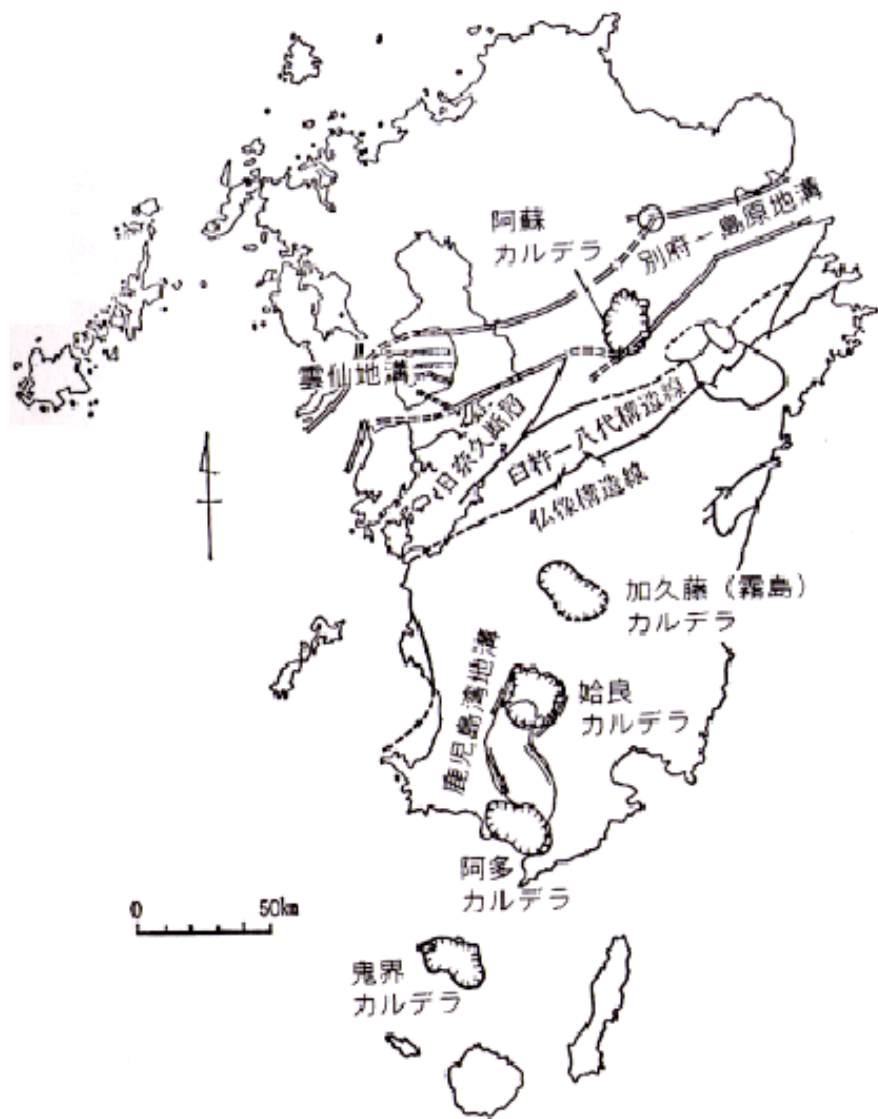 阿蘇
カルデラ
別府－島原地溝
雲仙地溝
日奈久断層
臼杵－八代構造線
仏像構造線
加久藤（霧島）
カルデラ
鹿児島湾地溝
姶良
カルデラ
阿多
カルデラ
0 50km
鬼界
カルデラ